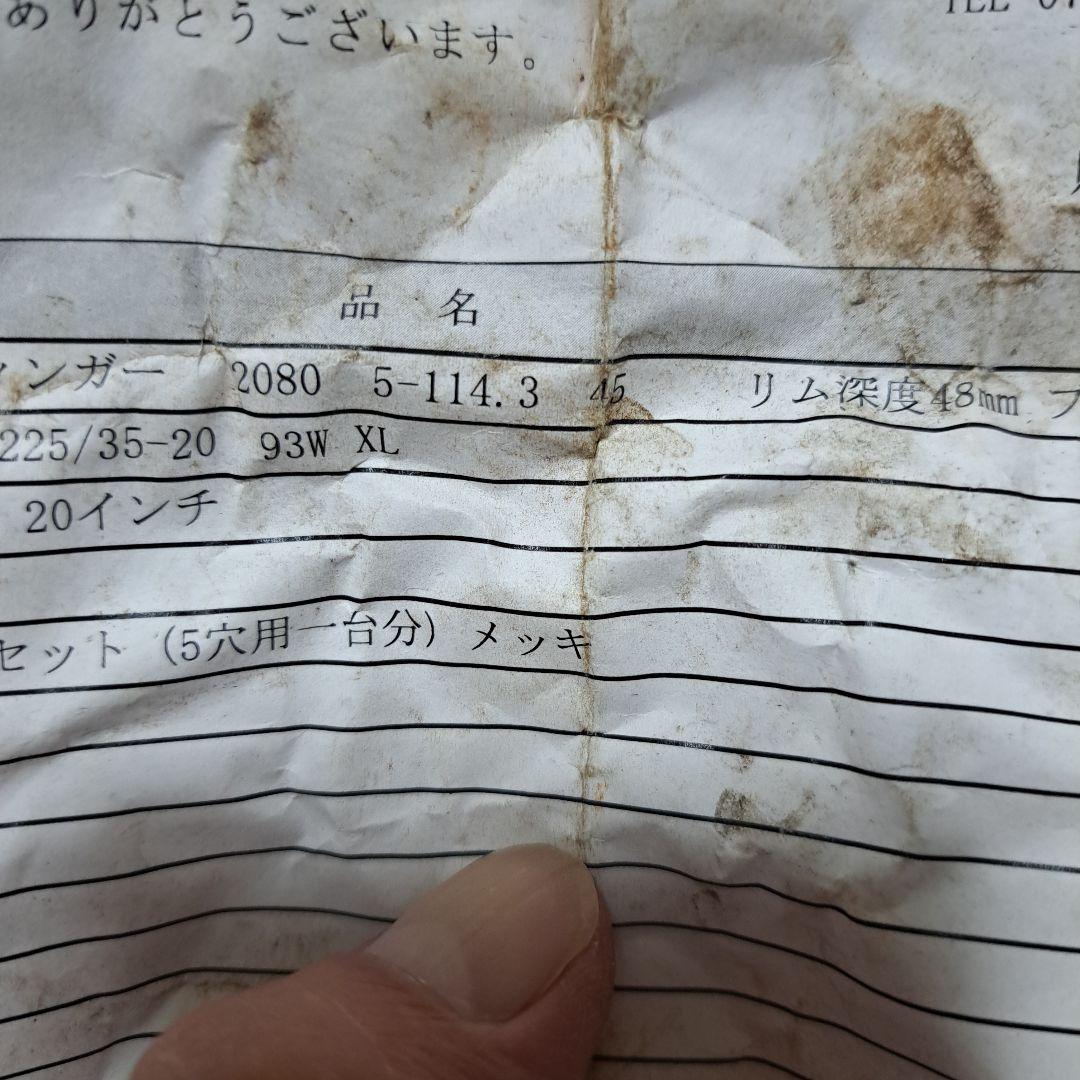 ありがとうございます。
TEL
品 名
ンガー 2080 5-114.3 45 リム深度48mm
225/35-20 93W XL
20インチ
セット (5穴用一台分) メッキ